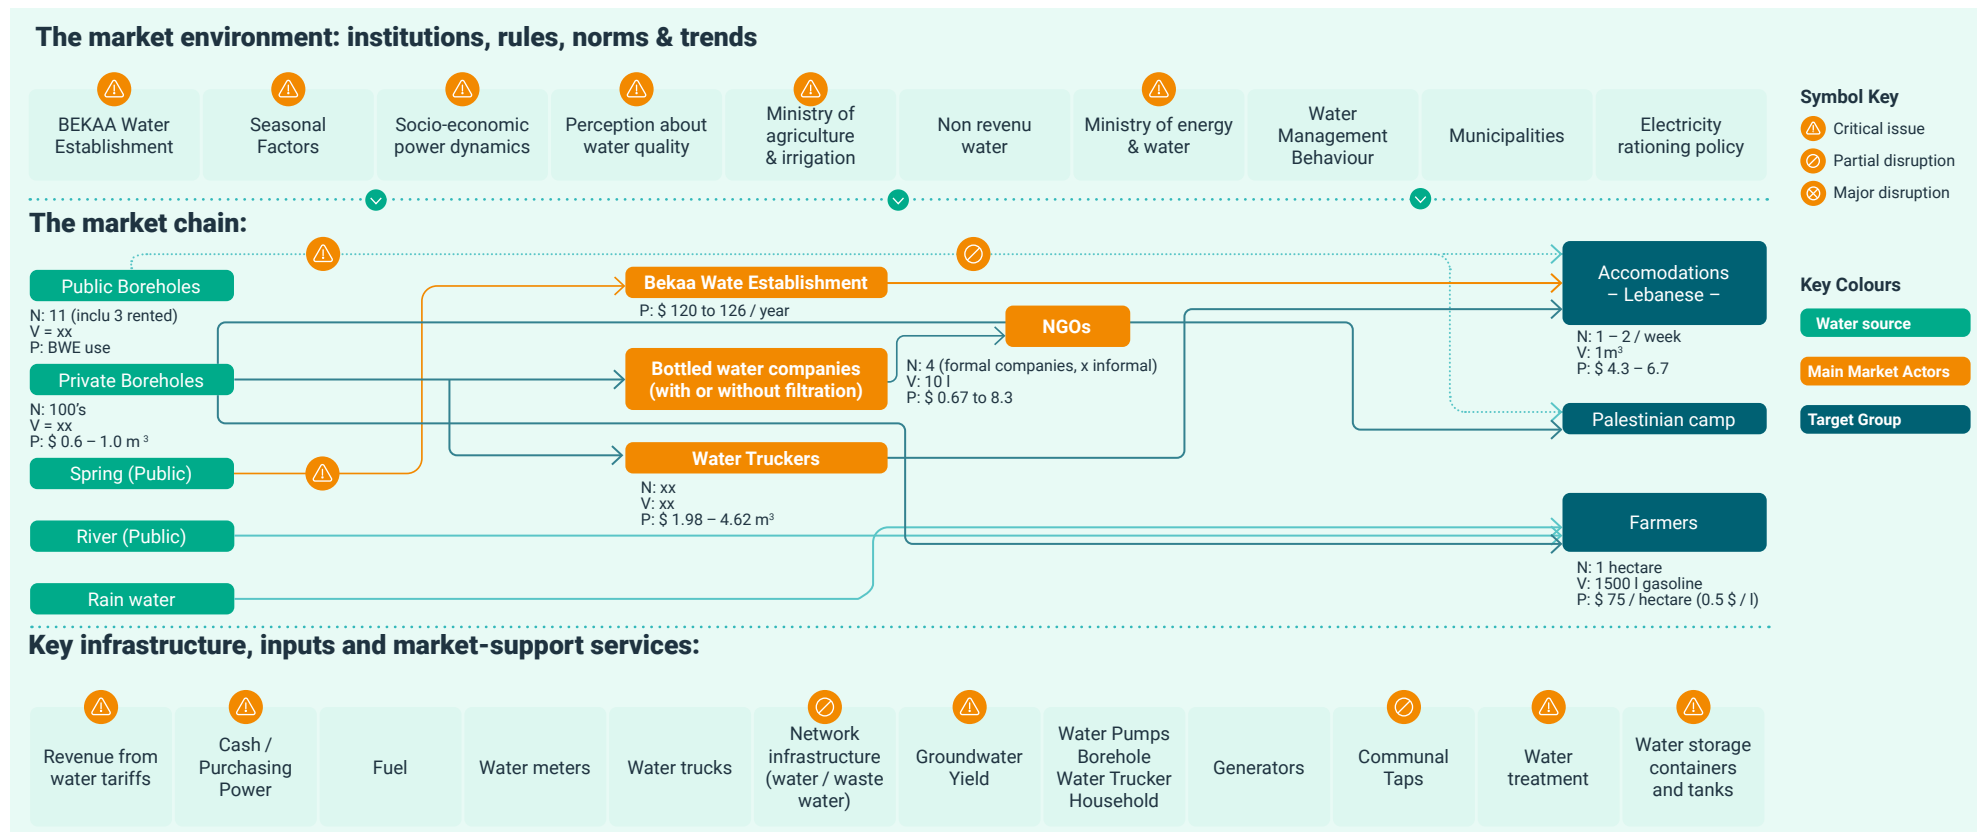 The market environment: institutions, rules, norms & trends
BEKAA Water
Establishment
Seasonal
Factors
Socio-economic
power dynamics
Perception about
water quality
Ministry of
agriculture
& irrigation
Non revenu
water
Ministry of energy
& water
Water
Management
Behaviour
Municipalities
Electricity
rationing policy
Symbol Key
Critical issue
Partial disruption
Major disruption
The market chain:
Public Boreholes
N: 11 (inclu 3 rented)
V = xx
P: BWE use
Private Boreholes
N: 100’s
V = xx
P: $ 0.6 – 1.0 m³
Spring (Public)
River (Public)
Rain water
Bekaa Wate Establishment
P: $ 120 to 126 / year
Bottled water companies
(with or without filtration)
NGOs
N: 4 (formal companies, x informal)
V: 10 l
P: $ 0.67 to 8.3
Water Truckers
N: xx
V: xx
P: $ 1.98 – 4.62 m³
Accomodations
– Lebanese –
N: 1 – 2 / week
V: 1m³
P: $ 4.3 – 6.7
Palestinian camp
Farmers
N: 1 hectare
V: 1500 l gasoline
P: $ 75 / hectare (0.5 $ / l)
Key Colours
Water source
Main Market Actors
Target Group
Key infrastructure, inputs and market-support services:
Revenue from
water tariffs
Cash /
Purchasing
Power
Fuel
Water meters
Water trucks
Network
infrastructure
(water / waste
water)
Groundwater
Yield
Water Pumps
Borehole
Water Trucker
Household
Generators
Communal
Taps
Water
treatment
Water storage
containers
and tanks